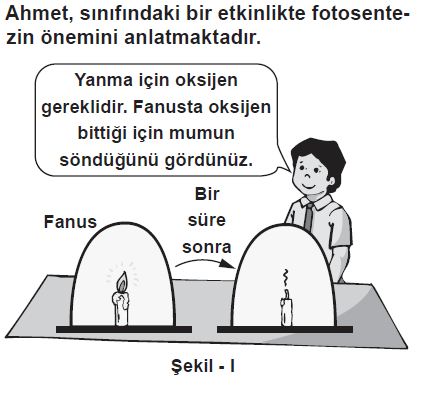 Ahmet, sınıfındaki bir etkinlikte fotosente-
zin önemini anlatmaktadır.
Yanma için oksijen
gereklidir. Fanusta oksijen
bittiği için mumun
söndüğünü gördünüz.
Fanus
Bir
süre
sonra
Şekil - I